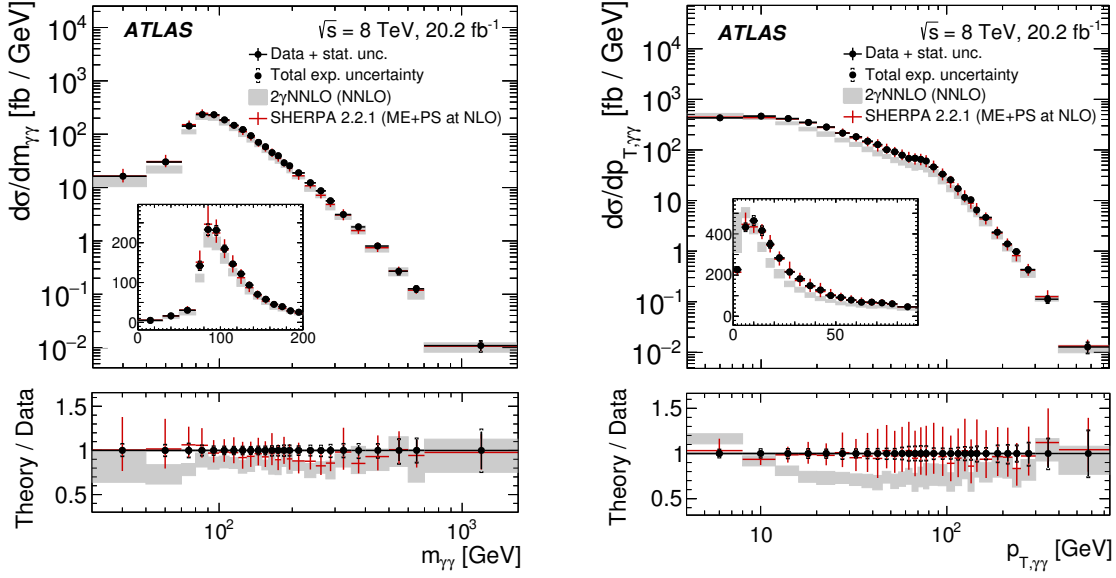 ATLAS
√s = 8 TeV, 20.2 fb⁻¹
Data + stat. unc.
Total exp. uncertainty
2γNNLO (NNLO)
SHERPA 2.2.1 (ME+PS at NLO)
dσ/dm_γγ [fb / GeV]
10⁴
10³
10²
10
1
10⁻¹
10⁻²
200
100
0
0 100 200
Theory / Data
1.5
1
0.5
10² 10³
m_γγ [GeV]
ATLAS
√s = 8 TeV, 20.2 fb⁻¹
Data + stat. unc.
Total exp. uncertainty
2γNNLO (NNLO)
SHERPA 2.2.1 (ME+PS at NLO)
dσ/dp_T,γγ [fb / GeV]
10⁴
10³
10²
10
1
10⁻¹
10⁻²
400
200
0
0 50
Theory / Data
1.5
1
0.5
10 10²
p_T,γγ [GeV]